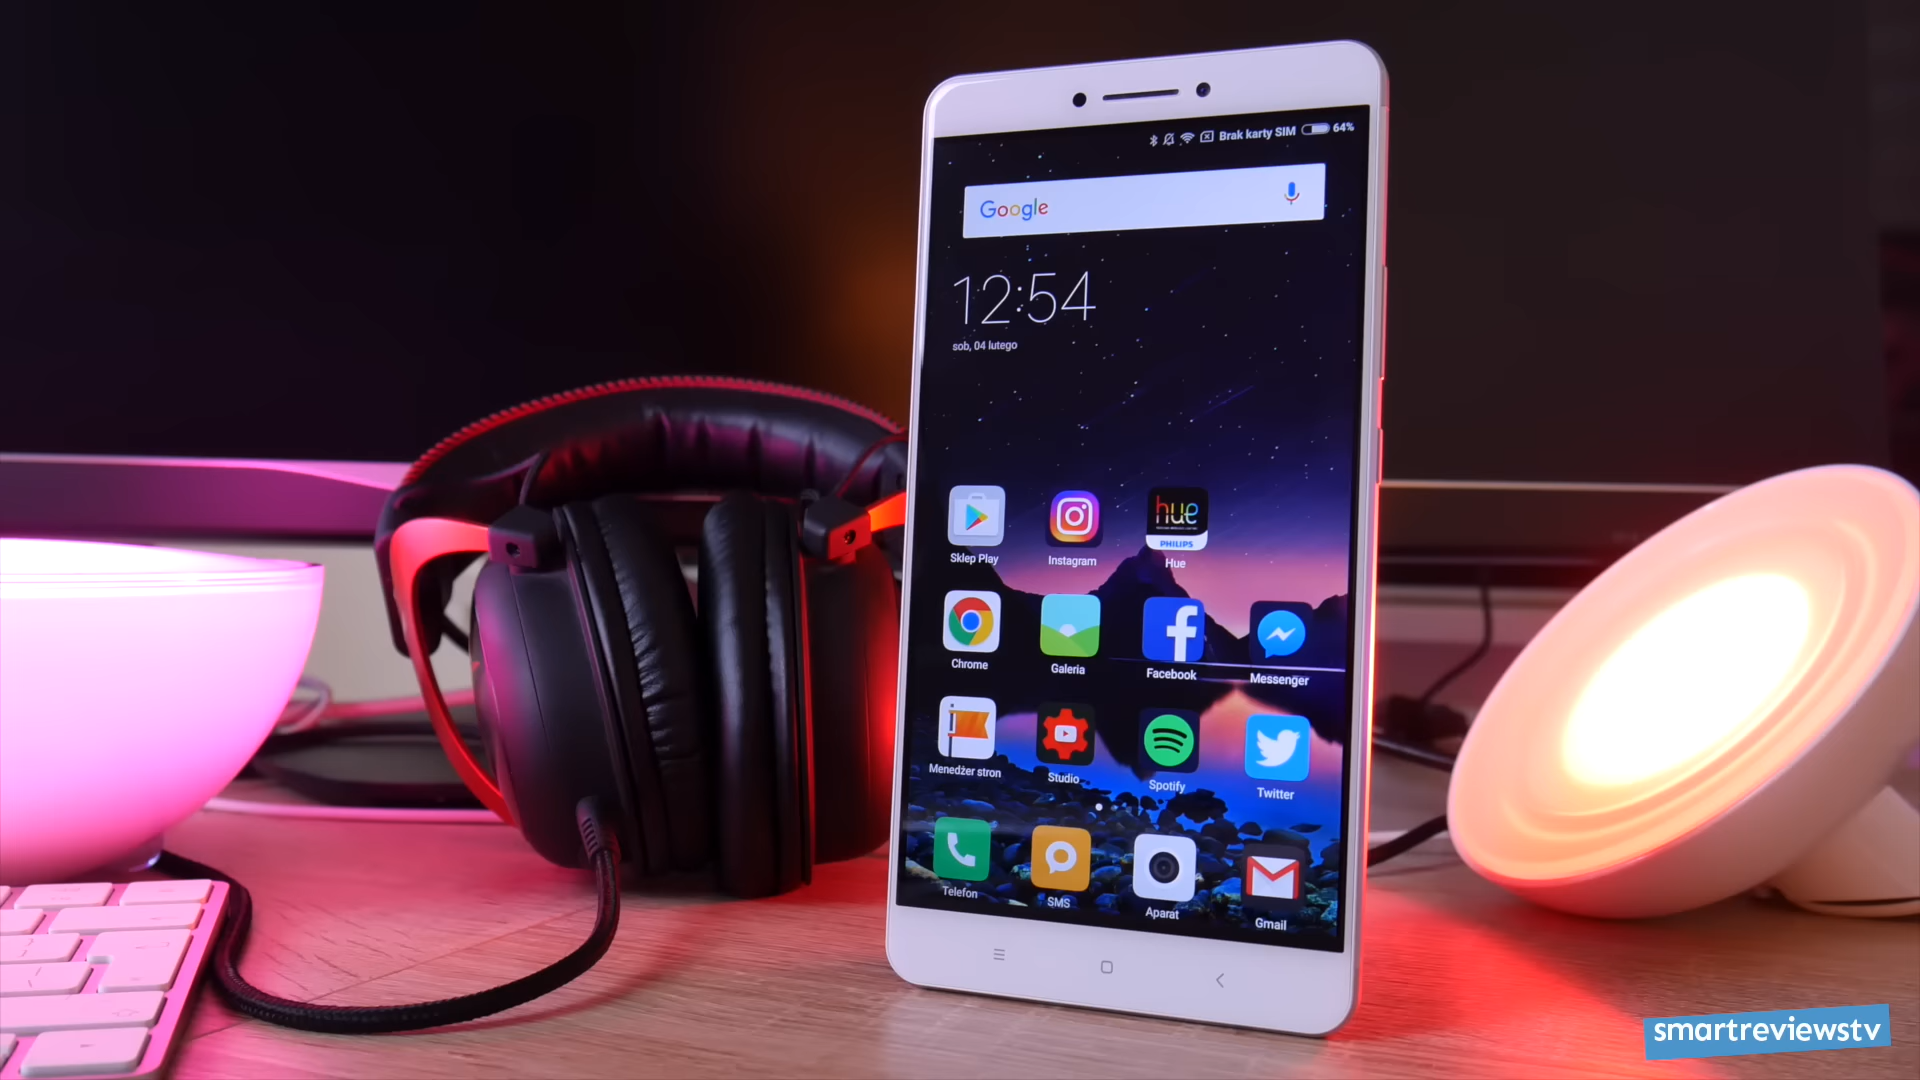 Brak karty SIM 64%
Google
12:54
sob, 04 lutego
hue
PHILIPS
Sklep Play
Instagram
Hue
Chrome
Galeria
Facebook
Messenger
Menedżer stron
Studio
Spotify
Twitter
Telefon
SMS
Aparat
Gmail
smartreviewstv